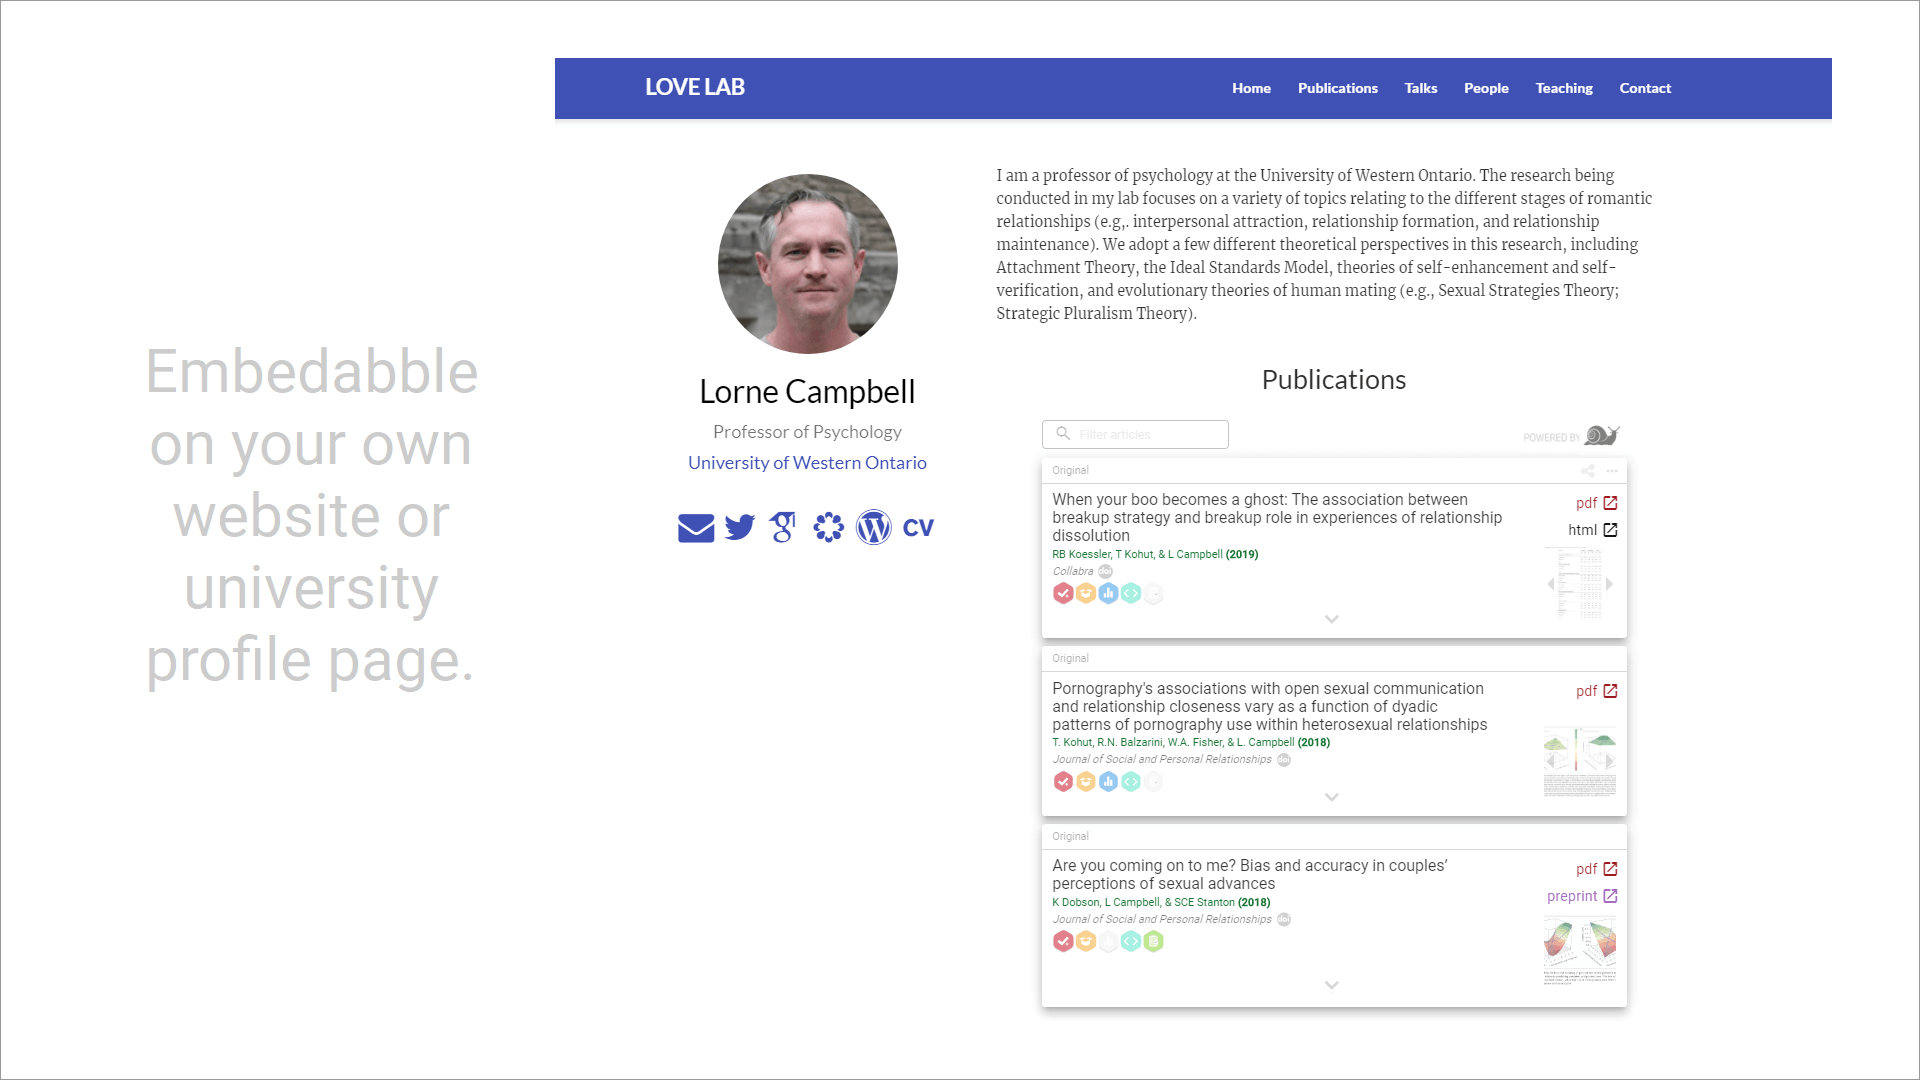 Embedabble
on your own
website or
university
profile page.
LOVE LAB
Home Publications Talks People Teaching Contact
Lorne Campbell
Professor of Psychology
University of Western Ontario
CV
I am a professor of psychology at the University of Western Ontario. The research being
conducted in my lab focuses on a variety of topics relating to the different stages of romantic
relationships (e.g,. interpersonal attraction, relationship formation, and relationship
maintenance). We adopt a few different theoretical perspectives in this research, including
Attachment Theory, the Ideal Standards Model, theories of self-enhancement and self-
verification, and evolutionary theories of human mating (e.g., Sexual Strategies Theory;
Strategic Pluralism Theory).
Publications
Filter articles
POWERED BY
Original
When your boo becomes a ghost: The association between
breakup strategy and breakup role in experiences of relationship
dissolution
RB Koessler, T Kohut, & L Campbell (2019)
Collabra doi
pdf
html
Original
Pornography's associations with open sexual communication
and relationship closeness vary as a function of dyadic
patterns of pornography use within heterosexual relationships
T. Kohut, R.N. Balzarini, W.A. Fisher, & L. Campbell (2018)
Journal of Social and Personal Relationships doi
pdf
Original
Are you coming on to me? Bias and accuracy in couples’
perceptions of sexual advances
K Dobson, L Campbell, & SCE Stanton (2018)
Journal of Social and Personal Relationships doi
pdf
preprint